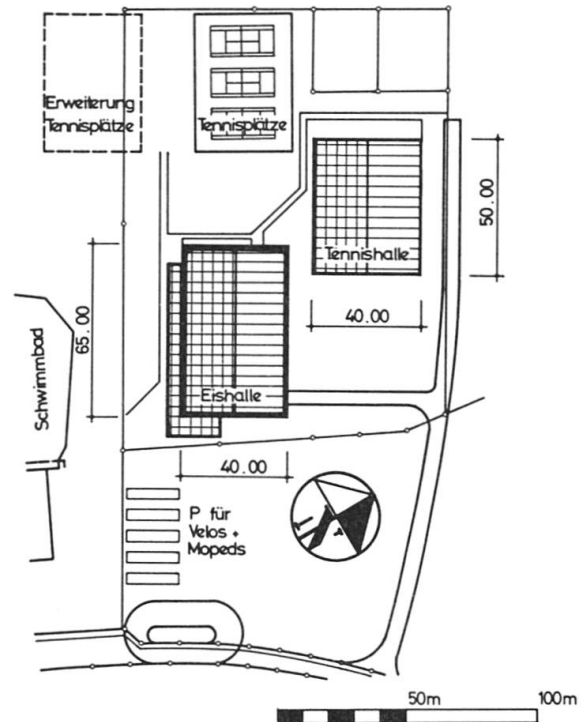 Erweiterung
Tennisplätze
Tennisplätze
50.00
Tennishalle
40.00
65.00
Schwimmbad
Eishalle
40.00
P für
Velos +
Mopeds
50m
100m